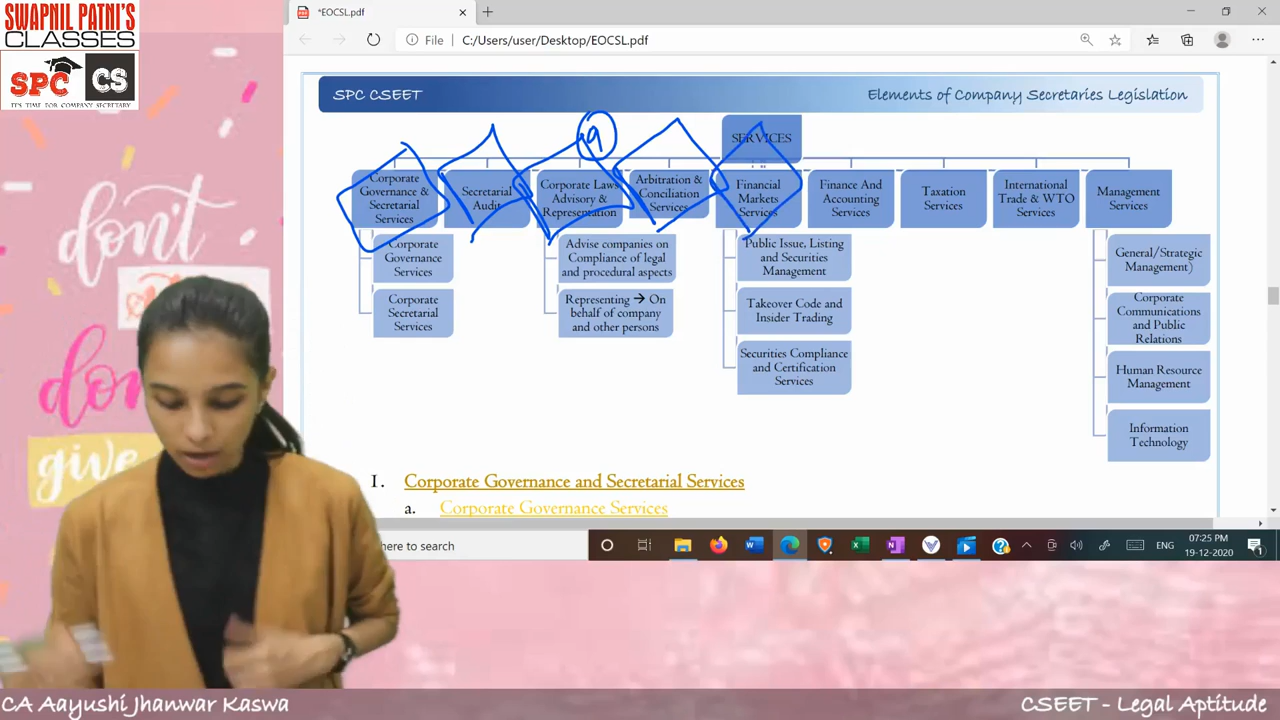 SWAPNIL PATNI'S
CLASSES
SPC CS
IT'S TIME FOR COMPANY SECRETARY
*EOCSL.pdf
File C:/Users/user/Desktop/EOCSL.pdf
SPC CSEET
Elements of Company Secretaries Legislation
9
SERVICES
Corporate
Governance &
Secretarial
Services
Secretarial
Audit
Corporate Laws
Advisory &
Representation
Arbitration &
Conciliation
Services
Financial
Markets
Services
Finance And
Accounting
Services
Taxation
Services
International
Trade & WTO
Services
Management
Services
Corporate
Governance
Services
Corporate
Secretarial
Services
Advise companies on
Compliance of legal
and procedural aspects
Representing → On
behalf of company
and other persons
Public Issue, Listing
and Securities
Management
Takeover Code and
Insider Trading
Securities Compliance
and Certification
Services
General/Strategic
Management)
Corporate
Communications
and Public
Relations
Human Resource
Management
Information
Technology
I. Corporate Governance and Secretarial Services
a. Corporate Governance Services
here to search
ENG
07:25 PM
19-12-2020
don't
don
give
CA Aayushi Jhanwar Kaswa
CSEET - Legal Aptitude